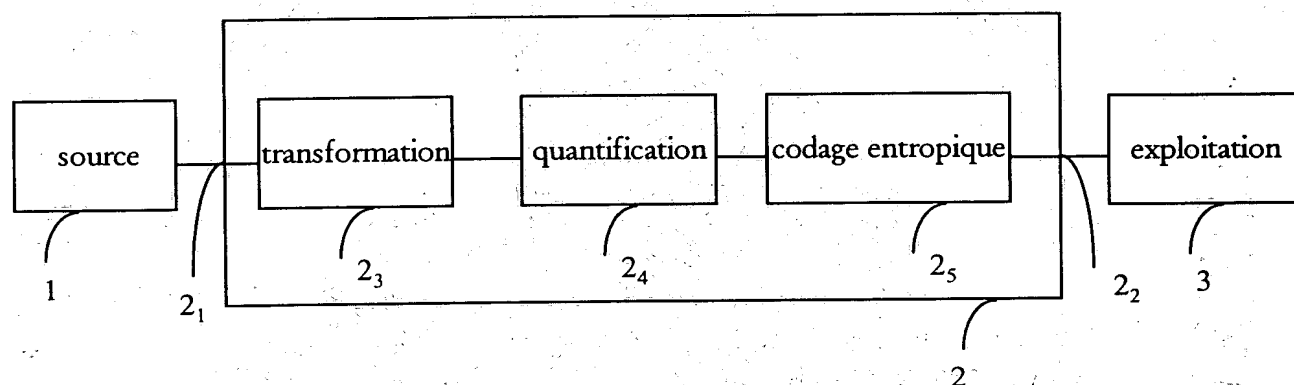 source
transformation
quantification
codage entropique
exploitation
1
2₁
2₃
2₄
2₅
2₂
3
2